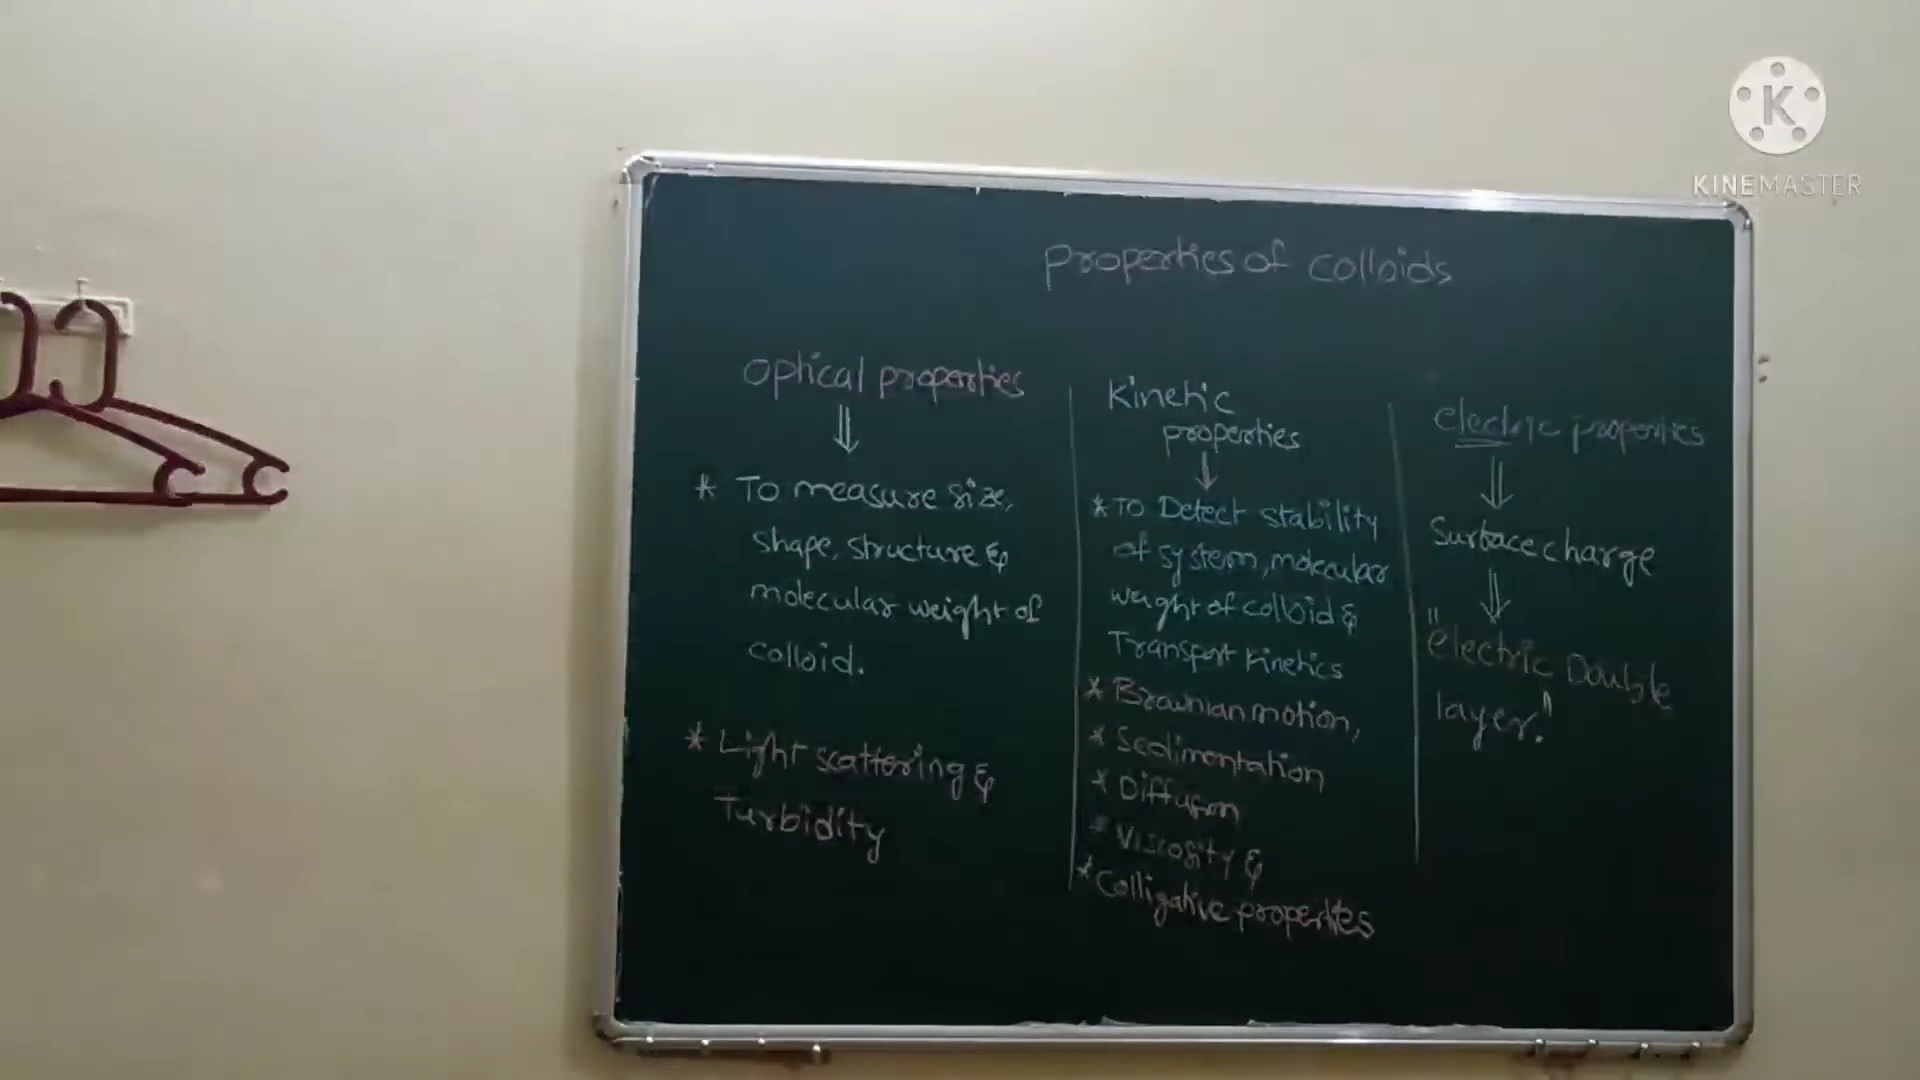 K
KINEMASTER
properties of colloids
optical properties
* To measure size,
shape, structure &
molecular weight of
colloid.
* Light scattering &
Turbidity
Kinetic
properties
* To Detect stability
of system, molecular
weight of colloid &
Transport kinetics
* Brownian motion,
* Sedimentation
* Diffusion
* Viscosity &
* Colligative properties
electric properties
Surface charge
"electric Double
layer."